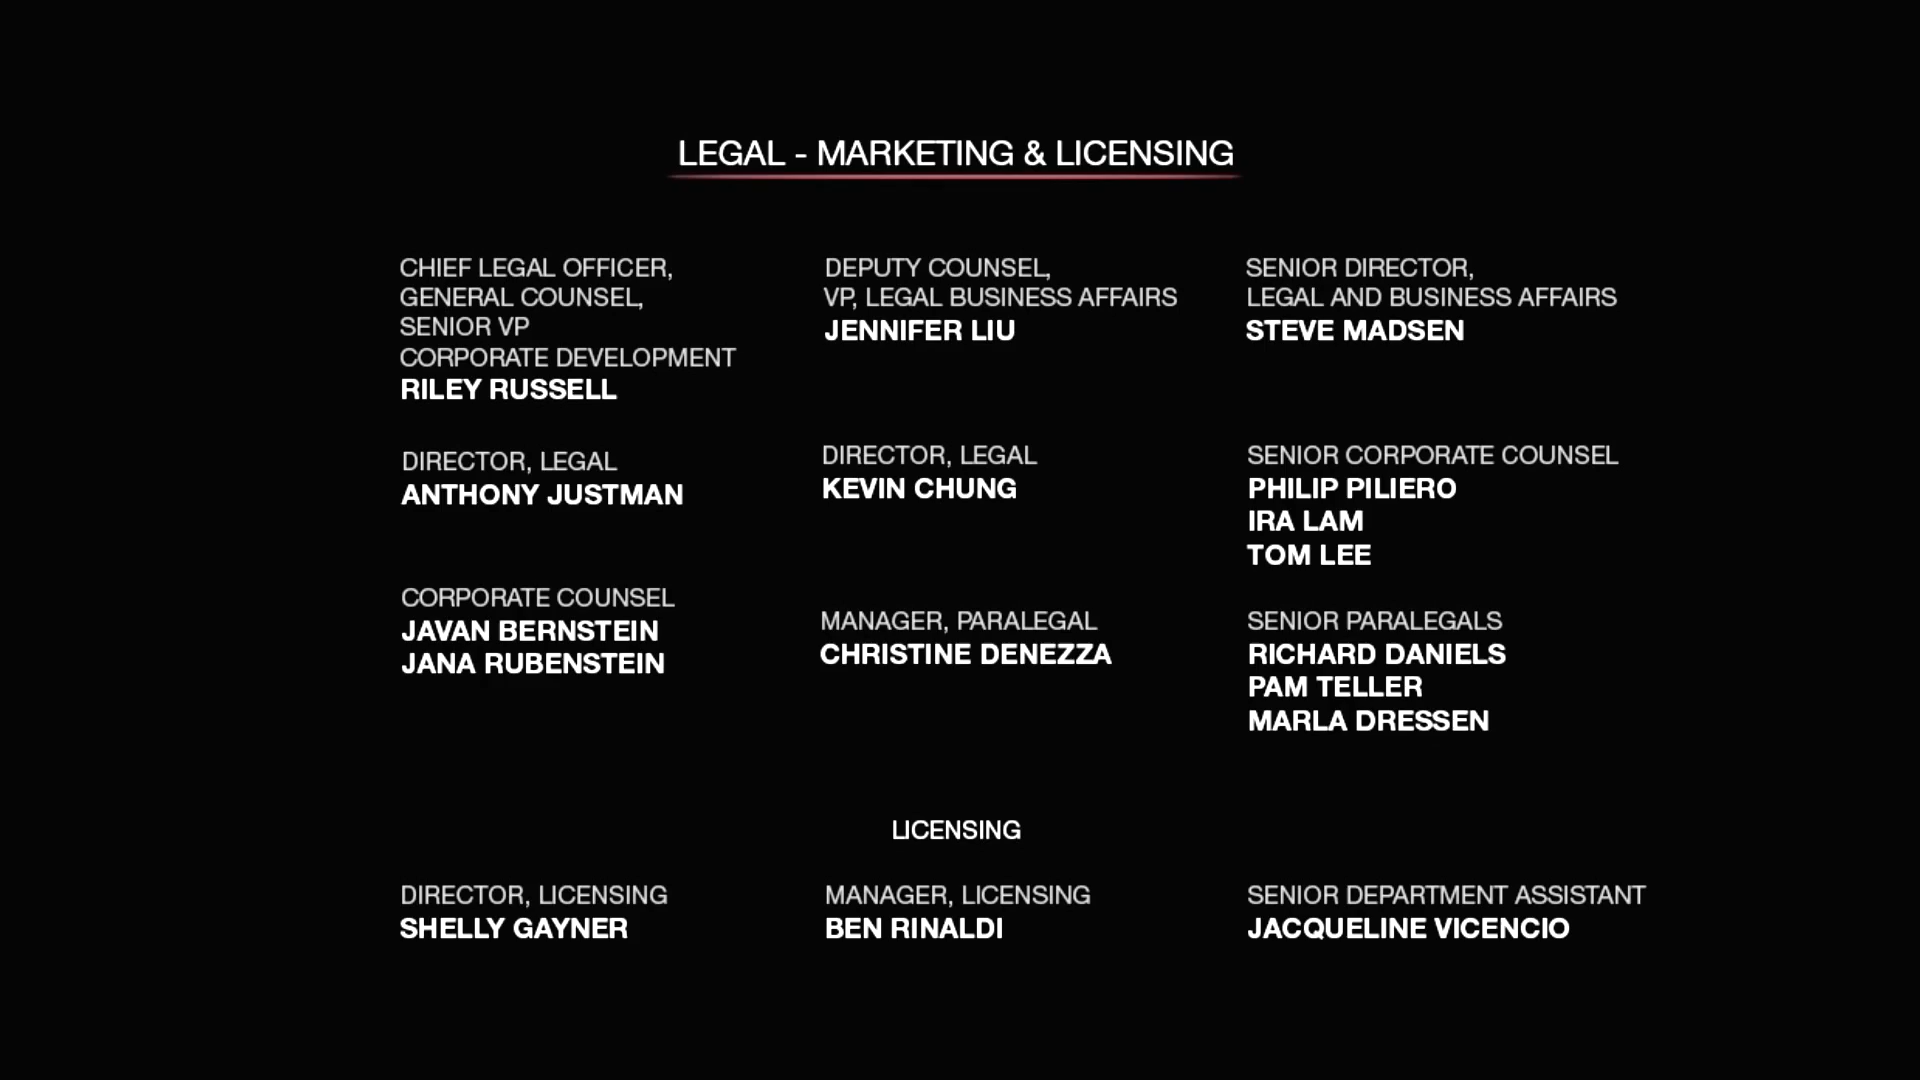 LEGAL - MARKETING & LICENSING
CHIEF LEGAL OFFICER,
GENERAL COUNSEL,
SENIOR VP
CORPORATE DEVELOPMENT
RILEY RUSSELL
DEPUTY COUNSEL,
VP, LEGAL BUSINESS AFFAIRS
JENNIFER LIU
SENIOR DIRECTOR,
LEGAL AND BUSINESS AFFAIRS
STEVE MADSEN
DIRECTOR, LEGAL
ANTHONY JUSTMAN
DIRECTOR, LEGAL
KEVIN CHUNG
SENIOR CORPORATE COUNSEL
PHILIP PILIERO
IRA LAM
TOM LEE
CORPORATE COUNSEL
JAVAN BERNSTEIN
JANA RUBENSTEIN
MANAGER, PARALEGAL
CHRISTINE DENEZZA
SENIOR PARALEGALS
RICHARD DANIELS
PAM TELLER
MARLA DRESSEN
LICENSING
DIRECTOR, LICENSING
SHELLY GAYNER
MANAGER, LICENSING
BEN RINALDI
SENIOR DEPARTMENT ASSISTANT
JACQUELINE VICENCIO